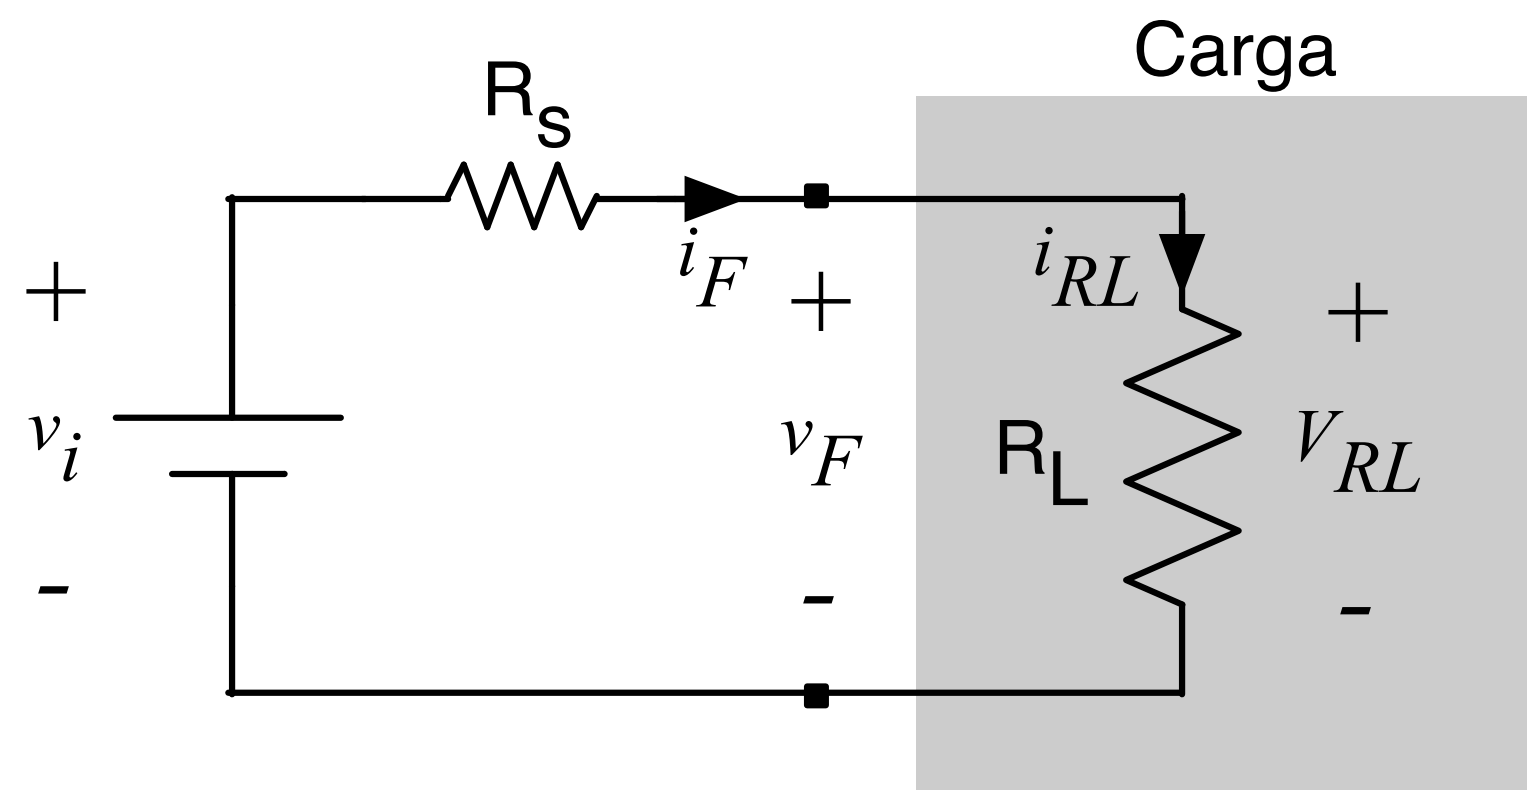 Carga
R_s
i_F
i_RL
+
+
+
v_i
v_F
R_L
V_RL
-
-
-